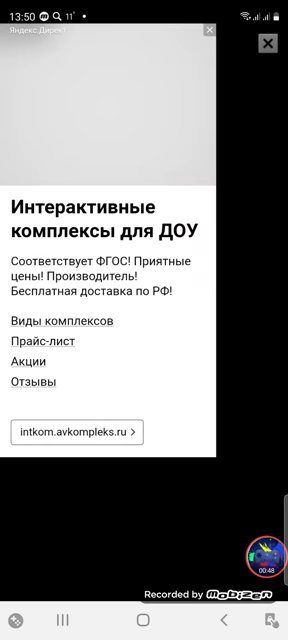 13:50 11°
Яндекс.Директ
Интерактивные
комплексы для ДОУ
Соответствует ФГОС! Приятные
цены! Производитель!
Бесплатная доставка по РФ!
Виды комплексов
Прайс-лист
Акции
Отзывы
intkom.avkompleks.ru
00:48
Recorded by Mobizen